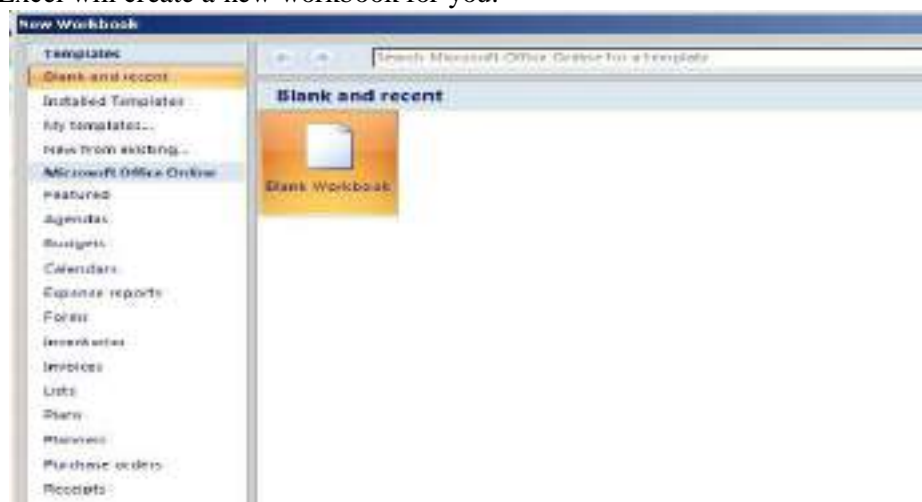 Excel will create a new workbook for you.
New Workbook
Templates
Blank and recent
Installed Templates
My templates...
New from existing...
Microsoft Office Online
Featured
Agendas
Budgets
Calendars
Expense reports
Forms
Inventories
Invoices
Lists
Plans
Planners
Purchase orders
Receipts
Search Microsoft Office Online for a template
Blank and recent
Blank Workbook